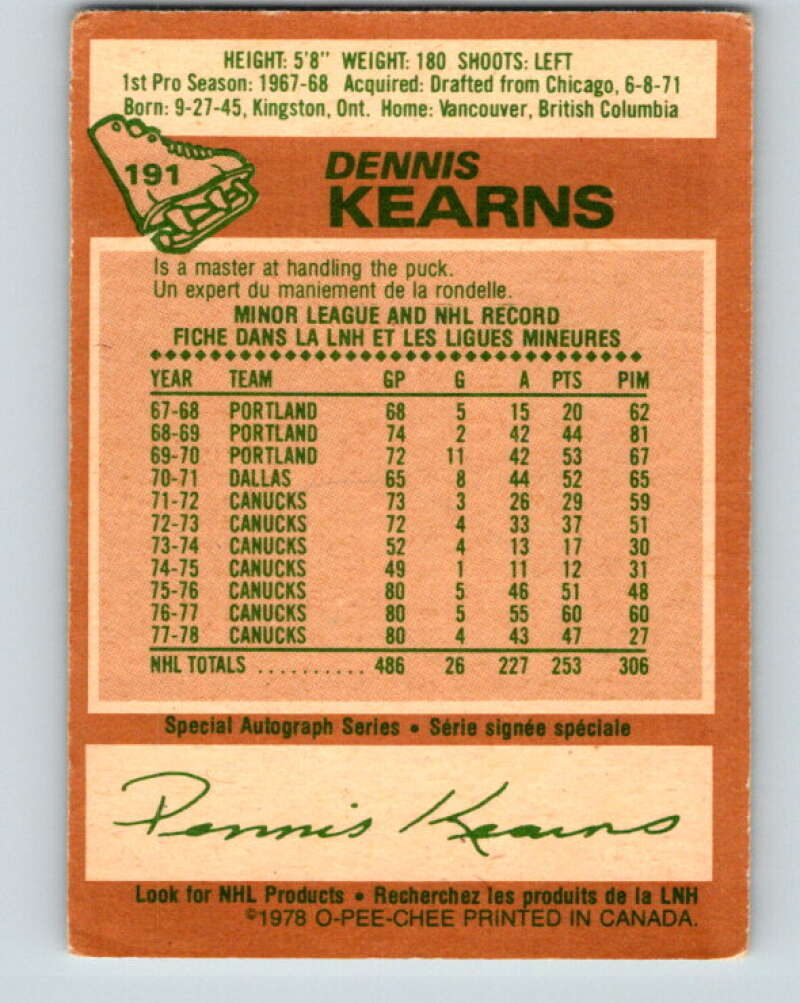 HEIGHT: 5'8" WEIGHT: 180 SHOOTS: LEFT
1st Pro Season: 1967-68 Acquired: Drafted from Chicago, 6-8-71
Born: 9-27-45, Kingston, Ont. Home: Vancouver, British Columbia
191
DENNIS
KEARNS
Is a master at handling the puck.
Un expert du maniement de la rondelle.
MINOR LEAGUE AND NHL RECORD
FICHE DANS LA LNH ET LES LIGUES MINEURES
YEAR TEAM GP G A PTS PIM
67-68 PORTLAND 68 5 15 20 62
68-69 PORTLAND 74 2 42 44 81
69-70 PORTLAND 72 11 42 53 67
70-71 DALLAS 65 8 44 52 65
71-72 CANUCKS 73 3 26 29 59
72-73 CANUCKS 72 4 33 37 51
73-74 CANUCKS 52 4 13 17 30
74-75 CANUCKS 49 1 11 12 31
75-76 CANUCKS 80 5 46 51 48
76-77 CANUCKS 80 5 55 60 60
77-78 CANUCKS 80 4 43 47 27
NHL TOTALS .......... 486 26 227 253 306
Special Autograph Series • Série signée spéciale
Dennis Kearns
Look for NHL Products • Recherchez les produits de la LNH
©1978 O-PEE-CHEE PRINTED IN CANADA.